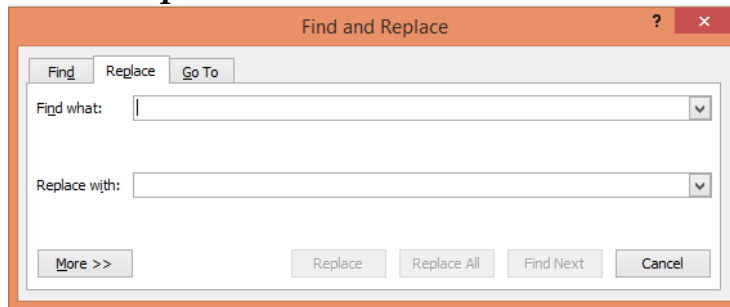 Find and Replace ? ×
Find Replace Go To
Find what:
Replace with:
More >> Replace Replace All Find Next Cancel